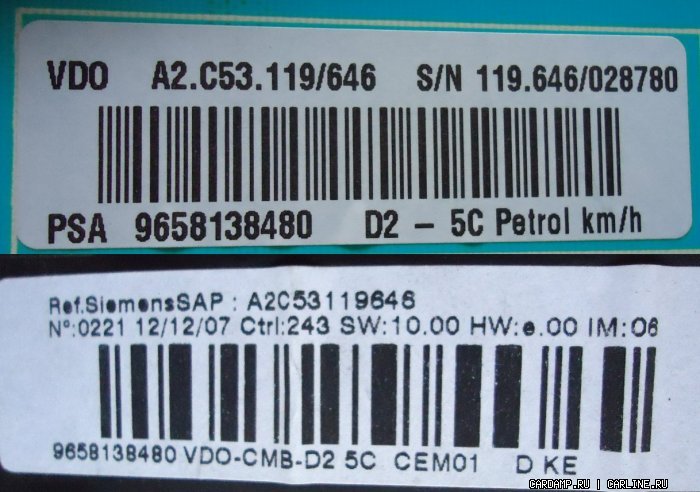 VDO A2.C53.119/646 S/N 119.646/028780
PSA 9658138480 D2 - 5C Petrol km/h
Ref.SiemensSAP : A2C53119646
Nº:0221 12/12/07 Ctrl:243 SW:10.00 HW:e.00 IM:06
9658138480 VDO-CMB-D2 5C CEM01 D KE
CARDAMP.RU | CARLINE.RU